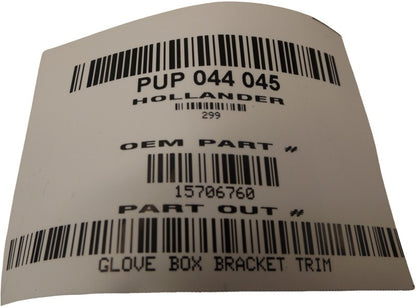 PUP 044 045
HOLLANDER
299
OEM PART #
15706760
PART OUT #
GLOVE BOX BRACKET TRIM